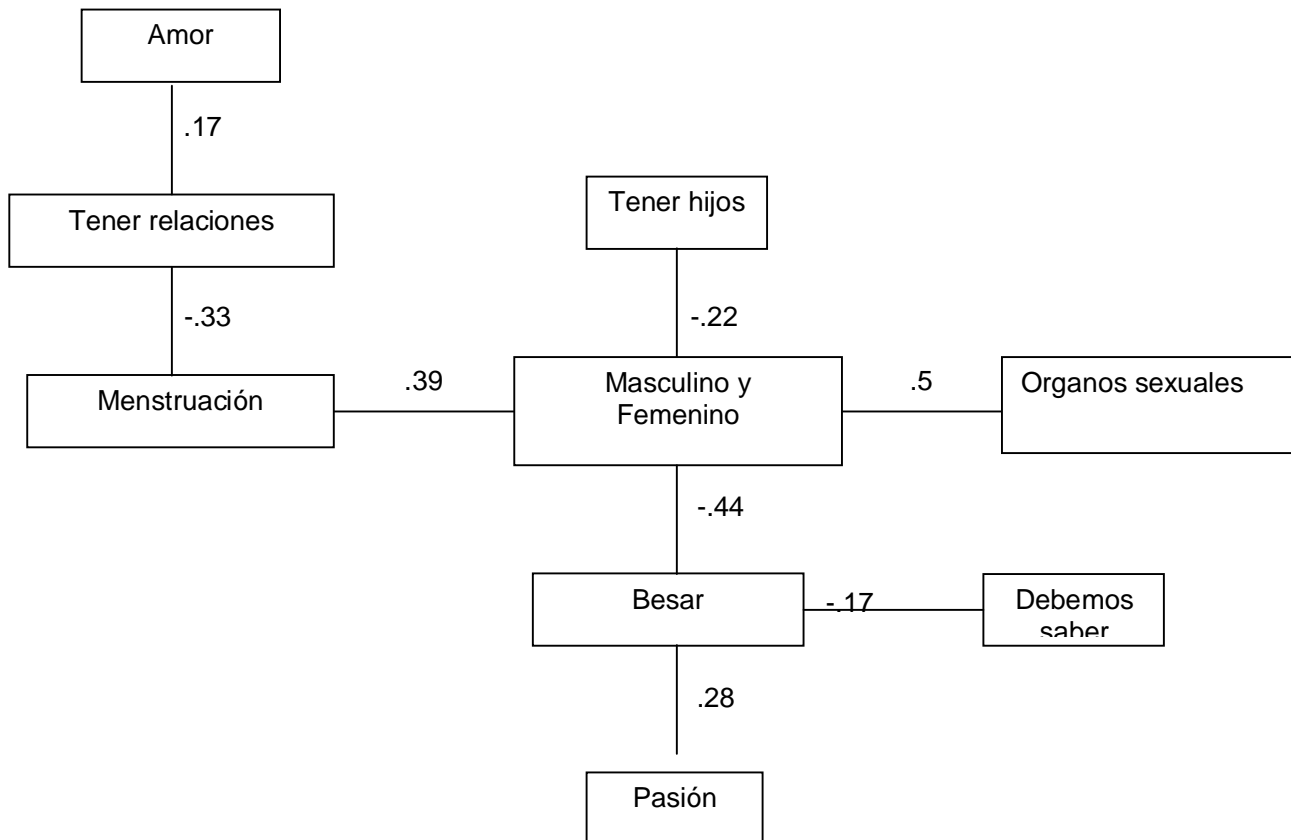 Amor
.17
Tener relaciones
Tener hijos
-.33
-.22
Menstruación
.39
Masculino y
Femenino
.5
Organos sexuales
-.44
Besar
-.17
Debemos
saber
.28
Pasión